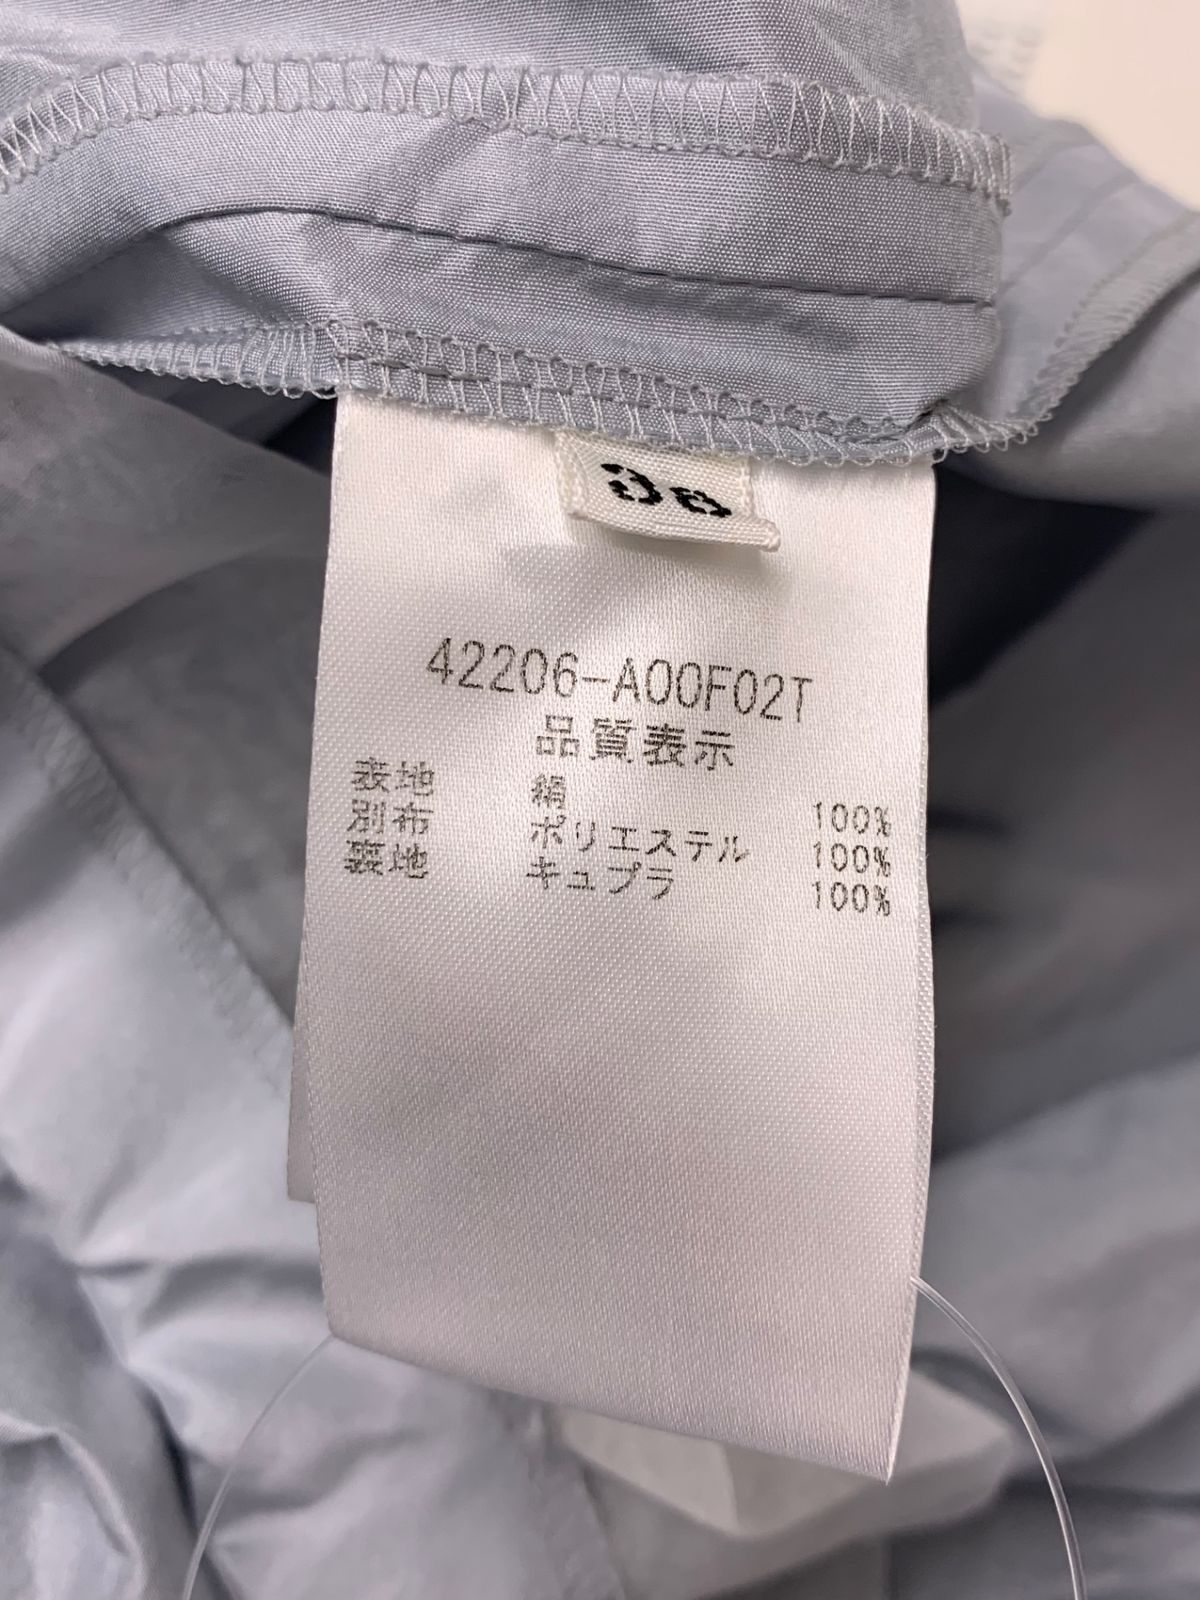 42206-A00F02T
品質表示
表地 絹 100%
別布 ポリエステル 100%
裏地 キュプラ 100%